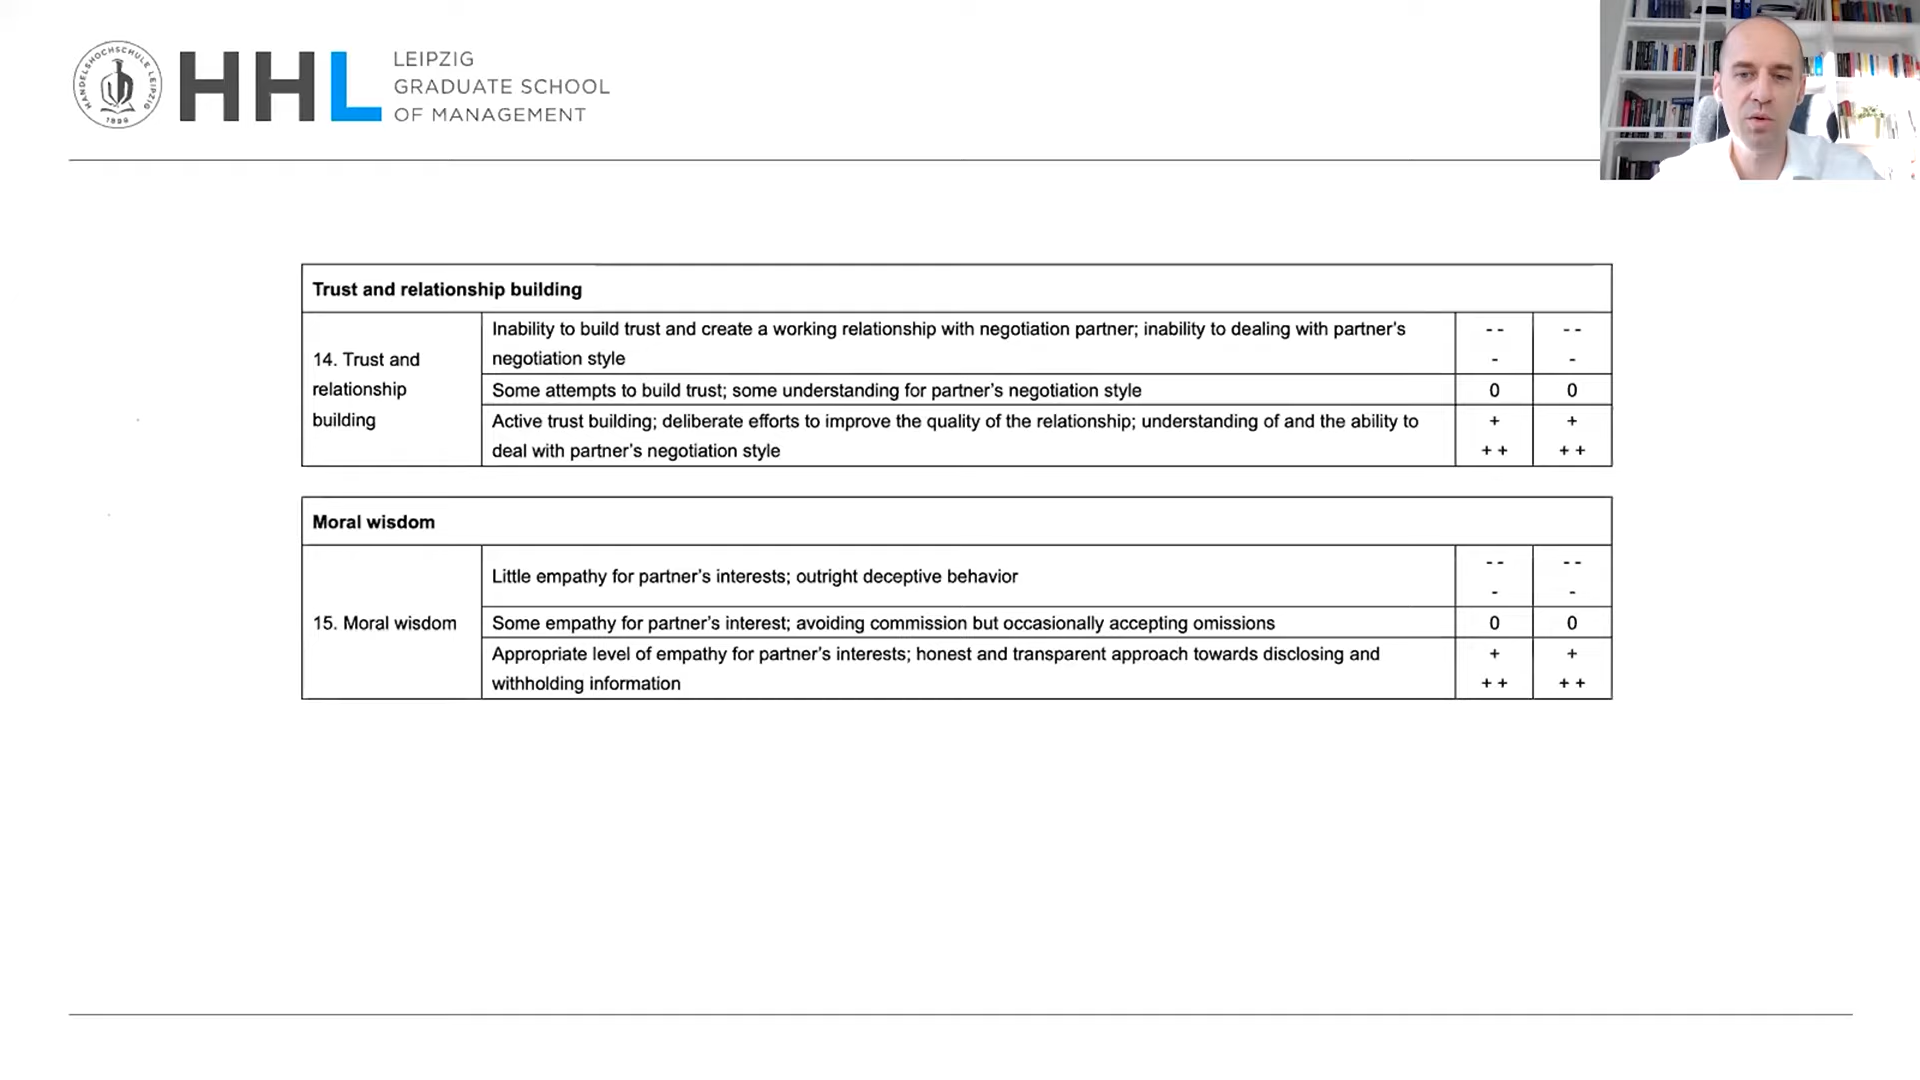 HANDELSHOCHSCHULE LEIPZIG
1898
HHL
LEIPZIG
GRADUATE SCHOOL
OF MANAGEMENT
Trust and relationship building
14. Trust and
relationship
building
Inability to build trust and create a working relationship with negotiation partner; inability to dealing with partner's
negotiation style
- - - -
- -
Some attempts to build trust; some understanding for partner's negotiation style
0 0
Active trust building; deliberate efforts to improve the quality of the relationship; understanding of and the ability to
deal with partner's negotiation style
+ +
+ + + +
Moral wisdom
15. Moral wisdom
Little empathy for partner's interests; outright deceptive behavior
- - - -
- -
Some empathy for partner's interest; avoiding commission but occasionally accepting omissions
0 0
Appropriate level of empathy for partner's interests; honest and transparent approach towards disclosing and
withholding information
+ +
+ + + +